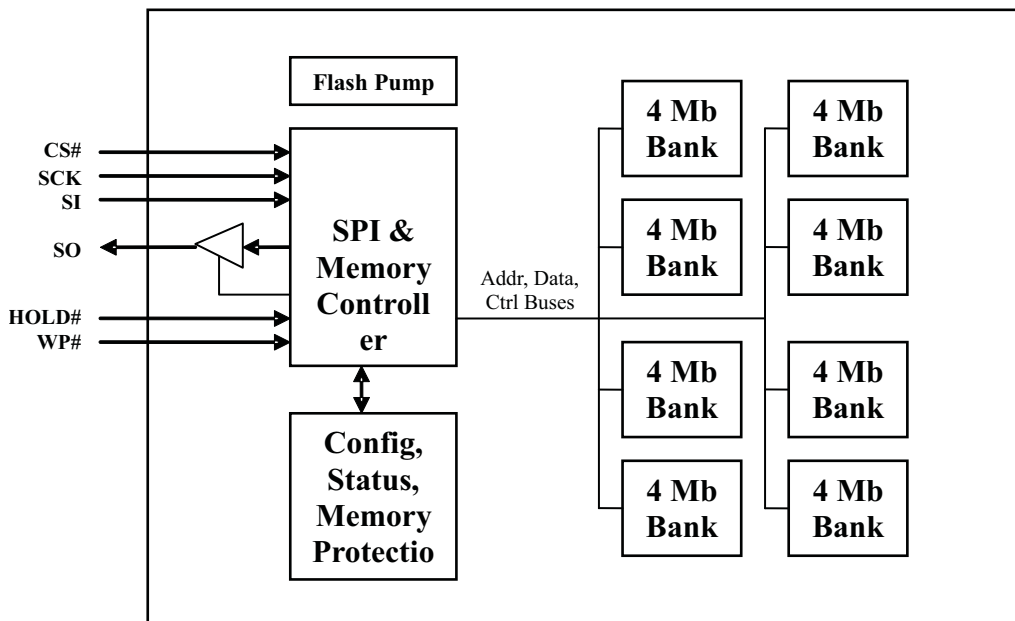 Flash Pump
CS#
SCK
SI
SO
HOLD#
WP#
SPI &
Memory
Controll
er
Config,
Status,
Memory
Protectio
Addr, Data,
Ctrl Buses
4 Mb
Bank
4 Mb
Bank
4 Mb
Bank
4 Mb
Bank
4 Mb
Bank
4 Mb
Bank
4 Mb
Bank
4 Mb
Bank